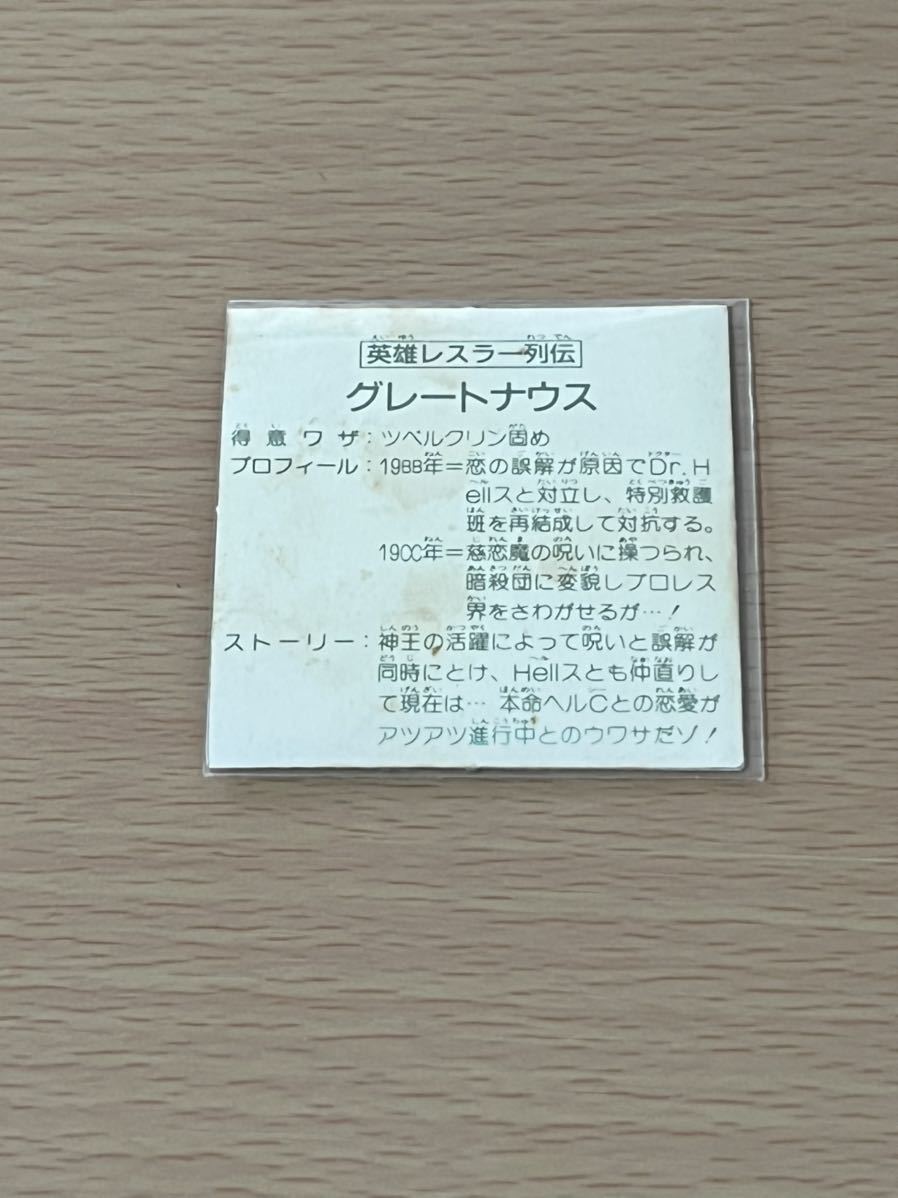 英雄レスラー列伝
グレートナウス
得意ワザ：ツベルクリン固め
プロフィール：1988年＝恋の誤解が原因でDr.H
ellスと対立し、特別救護
班を再結成して対抗する。
19CC年＝慈恋魔の呪いに操つられ、
暗殺団に変貌しプロレス
界をさわがせるが…！
ストーリー：神王の活躍によって呪いと誤解が
同時にとけ、Hellスとも仲直りし
て現在は… 本命ヘルCとの恋愛が
アツアツ進行中とのウワサだゾ！